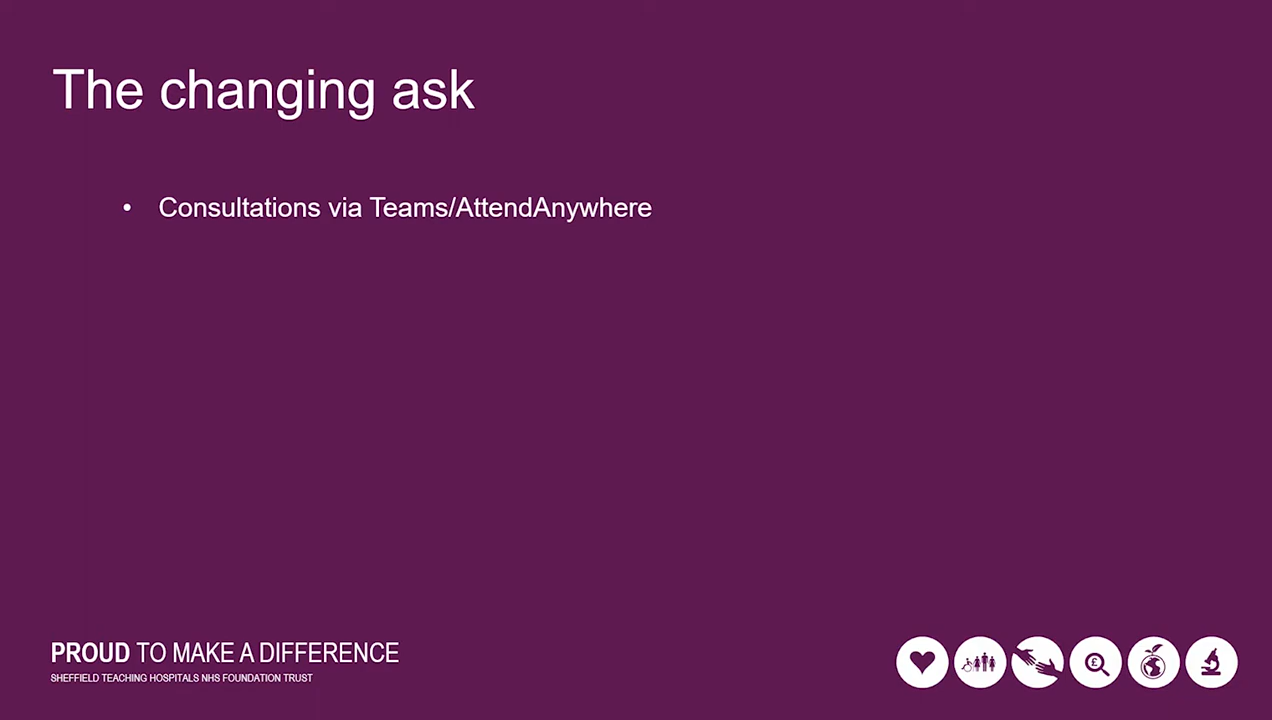 The changing ask
• Consultations via Teams/AttendAnywhere
PROUD TO MAKE A DIFFERENCE
SHEFFIELD TEACHING HOSPITALS NHS FOUNDATION TRUST
£